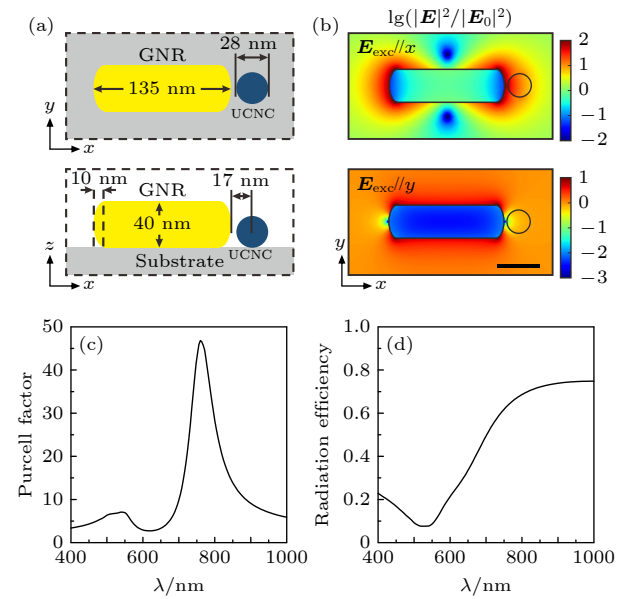 (a)
28 nm
GNR
135 nm
UCNC
y
x
10 nm
GNR
17 nm
40 nm
UCNC
Substrate
z
x
(b)
lg(|E|²/|E₀|²)
E_exc//x
2
1
0
−1
−2
E_exc//y
1
0
−1
−2
−3
y
x
(c)
Purcell factor
50
40
30
20
10
0
400
600
800
1000
λ/nm
(d)
Radiation efficiency
1.0
0.8
0.6
0.4
0.2
0
400
600
800
1000
λ/nm